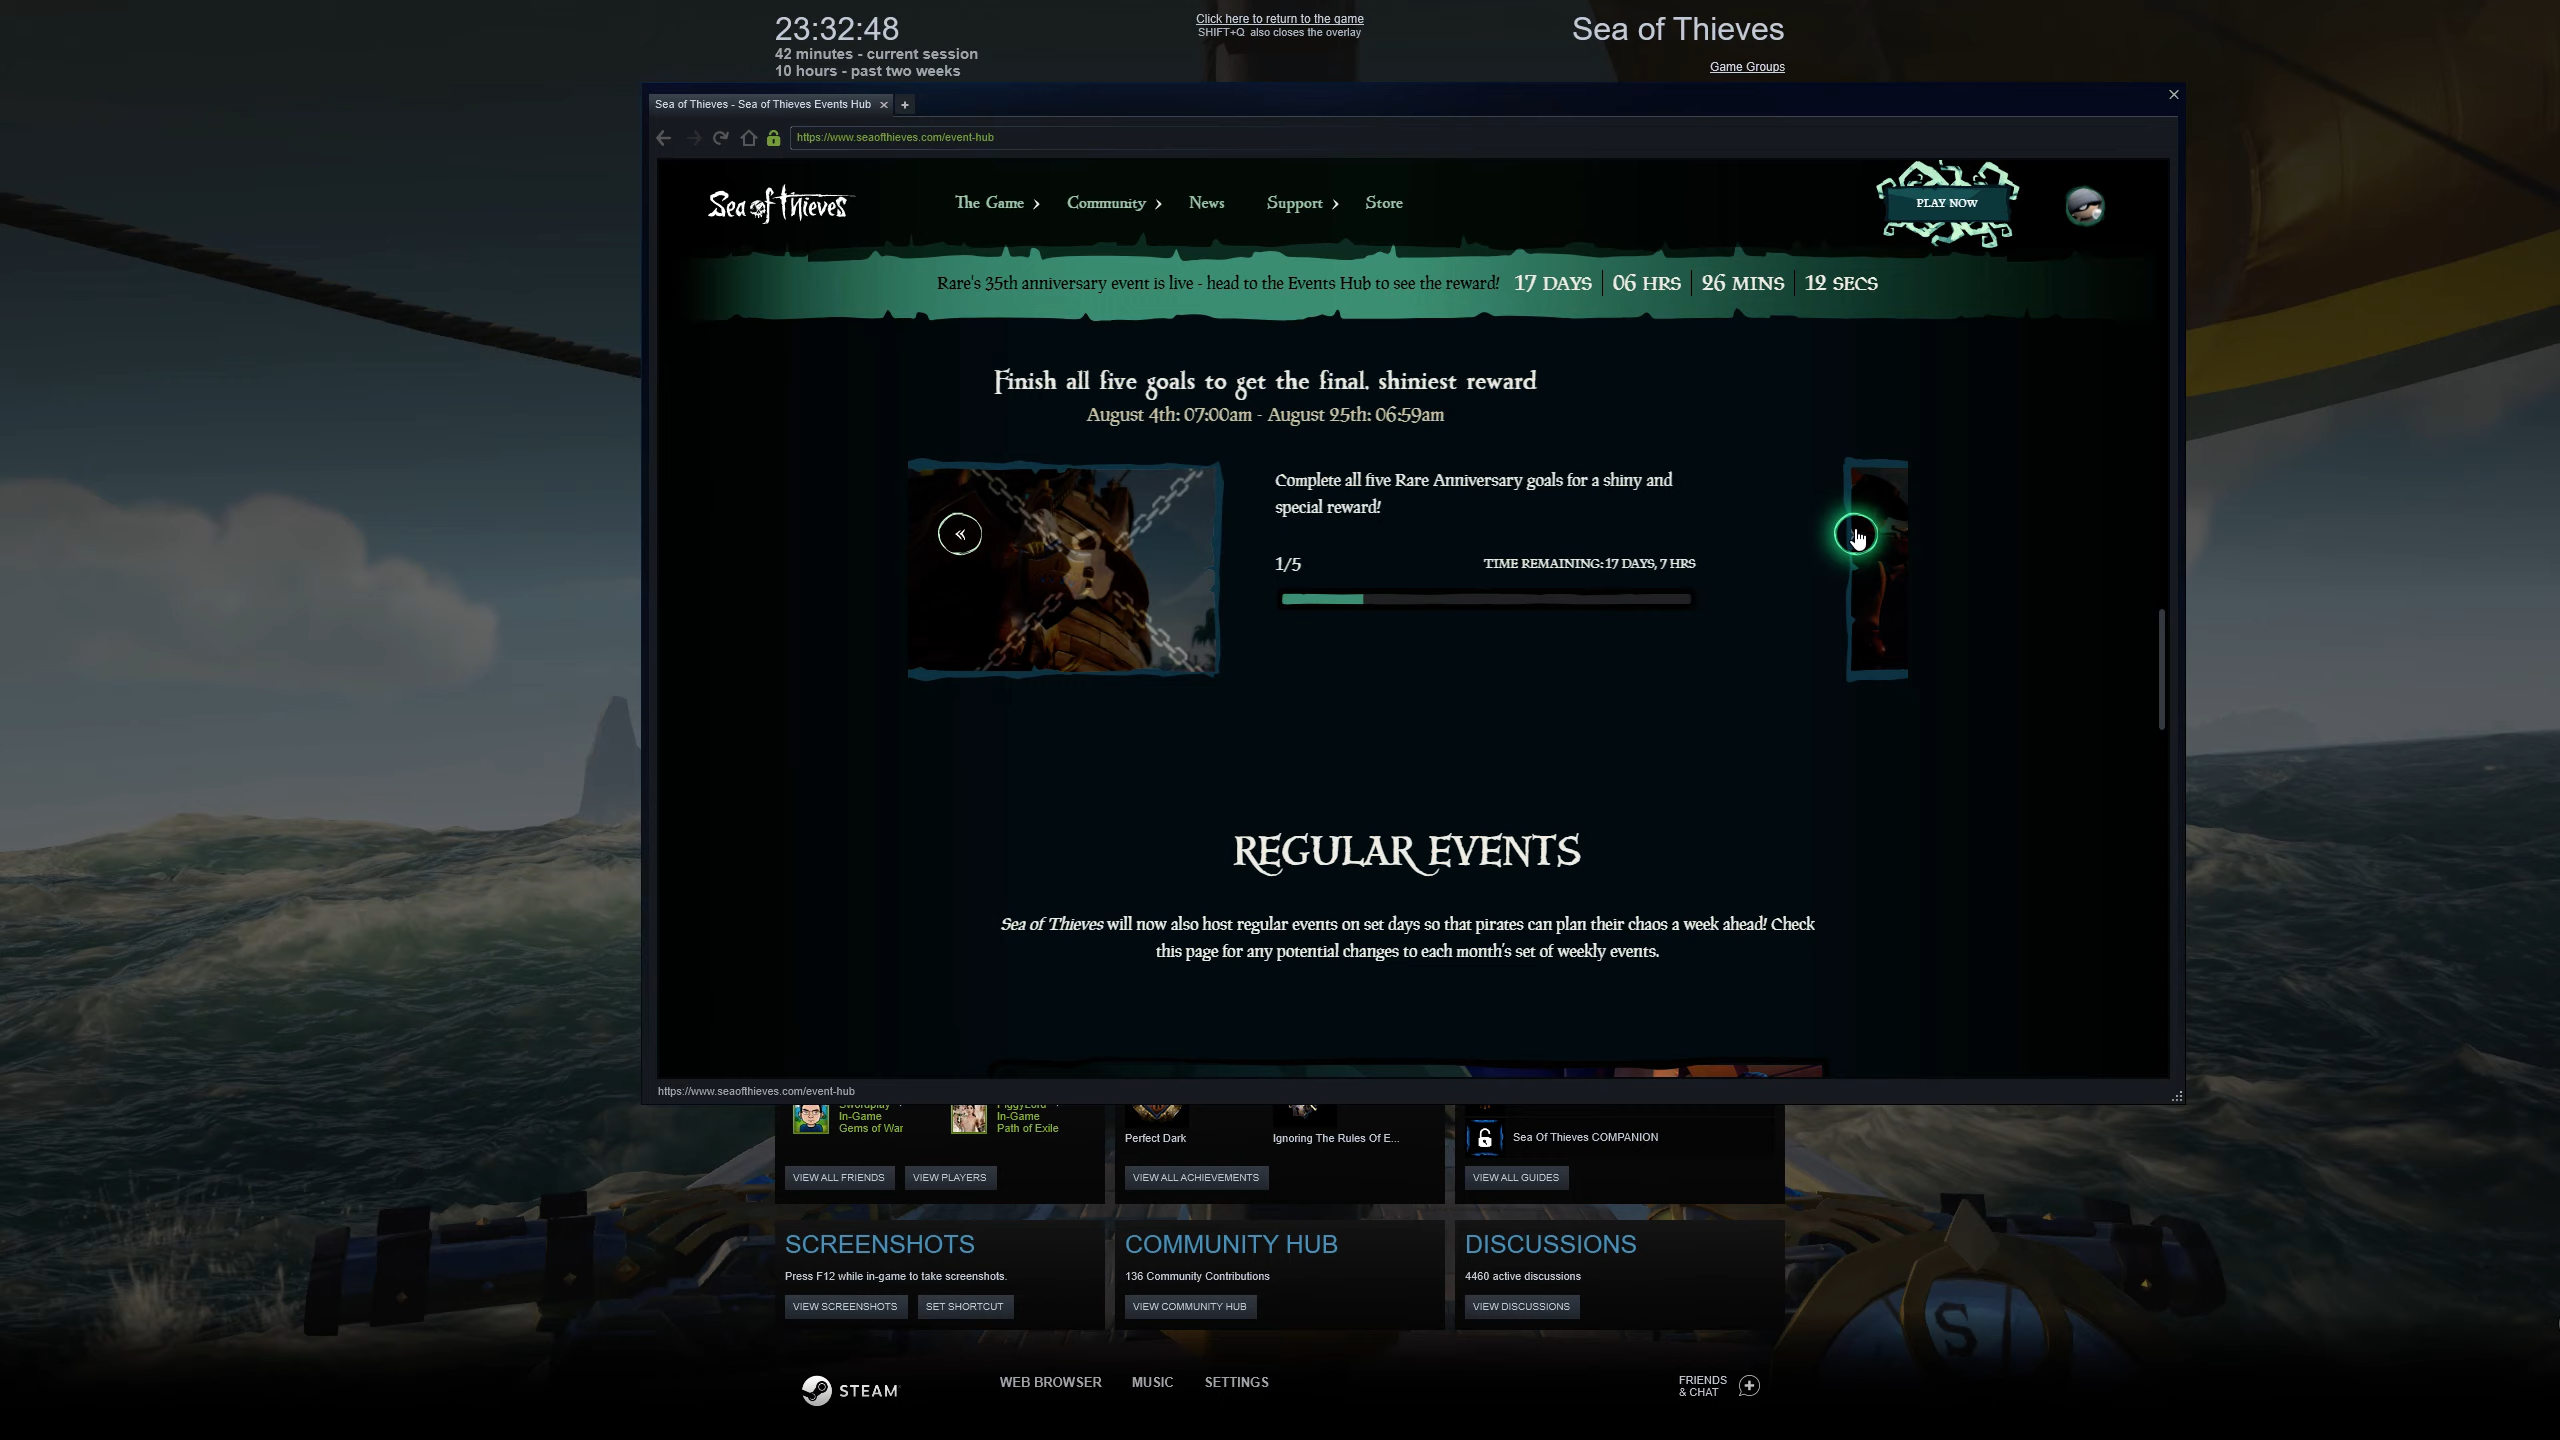 23:32:48
42 minutes - current session
10 hours - past two weeks
Click here to return to the game
SHIFT+Q also closes the overlay
Sea of Thieves
Game Groups
Sea of Thieves - Sea of Thieves Events Hub
https://www.seaofthieves.com/event-hub
Sea of Thieves
The Game
Community
News
Support
Store
PLAY NOW
Rare's 35th anniversary event is live - head to the Events Hub to see the reward! 17 DAYS 06 HRS 26 MINS 12 SECS
Finish all five goals to get the final, shiniest reward
August 4th: 07:00am - August 25th: 06:59am
Complete all five Rare Anniversary goals for a shiny and
special reward!
1/5
TIME REMAINING: 17 DAYS, 7 HRS
REGULAR EVENTS
Sea of Thieves will now also host regular events on set days so that pirates can plan their chaos a week ahead! Check
this page for any potential changes to each month's set of weekly events.
https://www.seaofthieves.com/event-hub
Swordplay
In-Game
Gems of War
PiggyLord
In-Game
Path of Exile
Perfect Dark
Ignoring The Rules Of E...
Sea Of Thieves COMPANION
VIEW ALL FRIENDS
VIEW PLAYERS
VIEW ALL ACHIEVEMENTS
VIEW ALL GUIDES
SCREENSHOTS
Press F12 while in-game to take screenshots.
VIEW SCREENSHOTS
SET SHORTCUT
COMMUNITY HUB
136 Community Contributions
VIEW COMMUNITY HUB
DISCUSSIONS
4460 active discussions
VIEW DISCUSSIONS
S
STEAM
WEB BROWSER
MUSIC
SETTINGS
FRIENDS
& CHAT